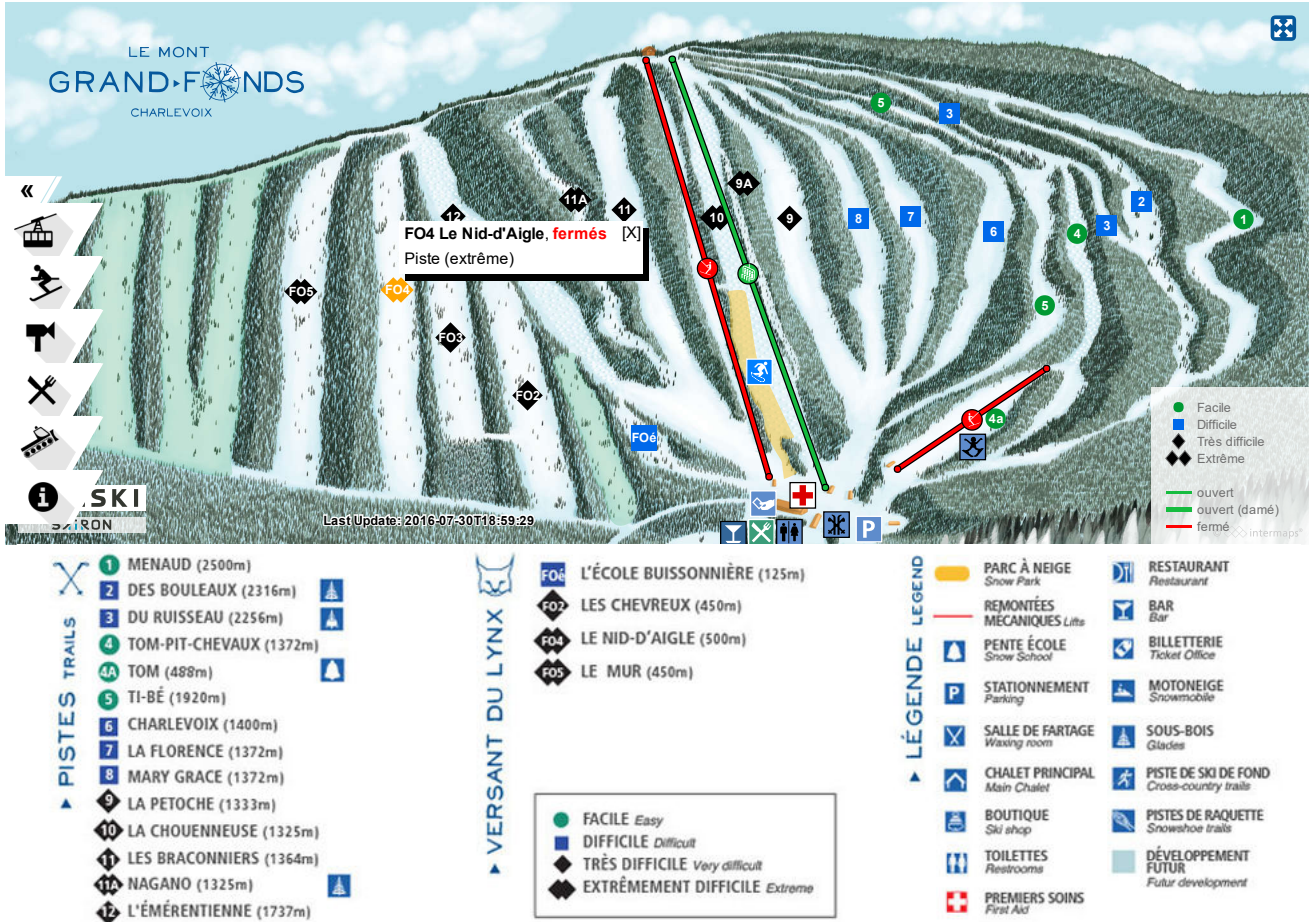 LE MONT
GRAND▸FONDS
CHARLEVOIX
«
5
3
9A
11A
11
12
10
9
8
7
6
4
3
2
1
FO4 Le Nid-d'Aigle, fermés [X]
Piste (extrême)
FO5
FO4
FO3
FO2
5
FOé
4a
Facile
Difficile
Très difficile
Extrême
ouvert
ouvert (damé)
fermé
intermaps
SKI
Last Update: 2016-07-30T18:59:29
P
PISTES TRAILS
1 MENAUD (2500m)
2 DES BOULEAUX (2316m)
3 DU RUISSEAU (2256m)
4 TOM-PIT-CHEVAUX (1372m)
4A TOM (488m)
5 TI-BÉ (1920m)
6 CHARLEVOIX (1400m)
7 LA FLORENCE (1372m)
8 MARY GRACE (1372m)
9 LA PETOCHE (1333m)
10 LA CHOUENNEUSE (1325m)
11 LES BRACONNIERS (1364m)
11A NAGANO (1325m)
12 L'ÉMÉRENTIENNE (1737m)
VERSANT DU LYNX
FOé L'ÉCOLE BUISSONNIÈRE (125m)
FO2 LES CHEVREUX (450m)
FO4 LE NID-D'AIGLE (500m)
FO5 LE MUR (450m)
FACILE Easy
DIFFICILE Difficult
TRÈS DIFFICILE Very difficult
EXTRÊMEMENT DIFFICILE Extreme
LÉGENDE LEGEND
PARC À NEIGE
Snow Park
REMONTÉES
MÉCANIQUES Lifts
PENTE ÉCOLE
Snow School
P STATIONNEMENT
Parking
SALLE DE FARTAGE
Waxing room
CHALET PRINCIPAL
Main Chalet
BOUTIQUE
Ski shop
TOILETTES
Restrooms
PREMIERS SOINS
First Aid
RESTAURANT
Restaurant
BAR
Bar
BILLETTERIE
Ticket Office
MOTONEIGE
Snowmobile
SOUS-BOIS
Glades
PISTE DE SKI DE FOND
Cross-country trails
PISTES DE RAQUETTE
Snowshoe trails
DÉVELOPPEMENT
FUTUR
Futur development